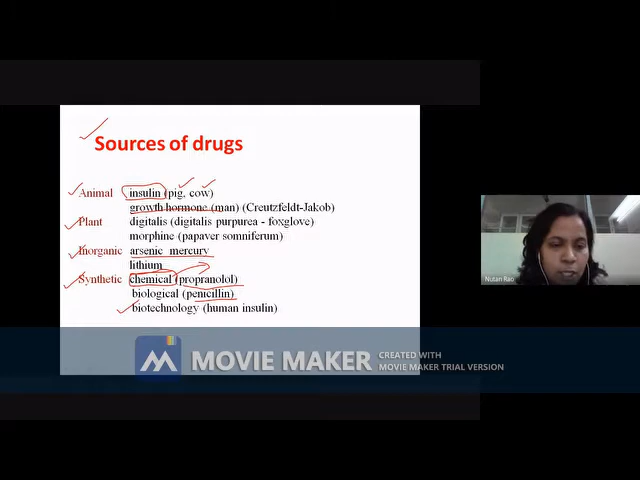 Sources of drugs
Animal insulin (pig, cow)
growth hormone (man) (Creutzfeldt-Jakob)
Plant digitalis (digitalis purpurea - foxglove)
morphine (papaver somniferum)
Inorganic arsenic mercury
lithium
Synthetic chemical (propranolol)
biological (penicillin)
biotechnology (human insulin)
Nutan Rao
MOVIE MAKER CREATED WITH
MOVIE MAKER TRIAL VERSION